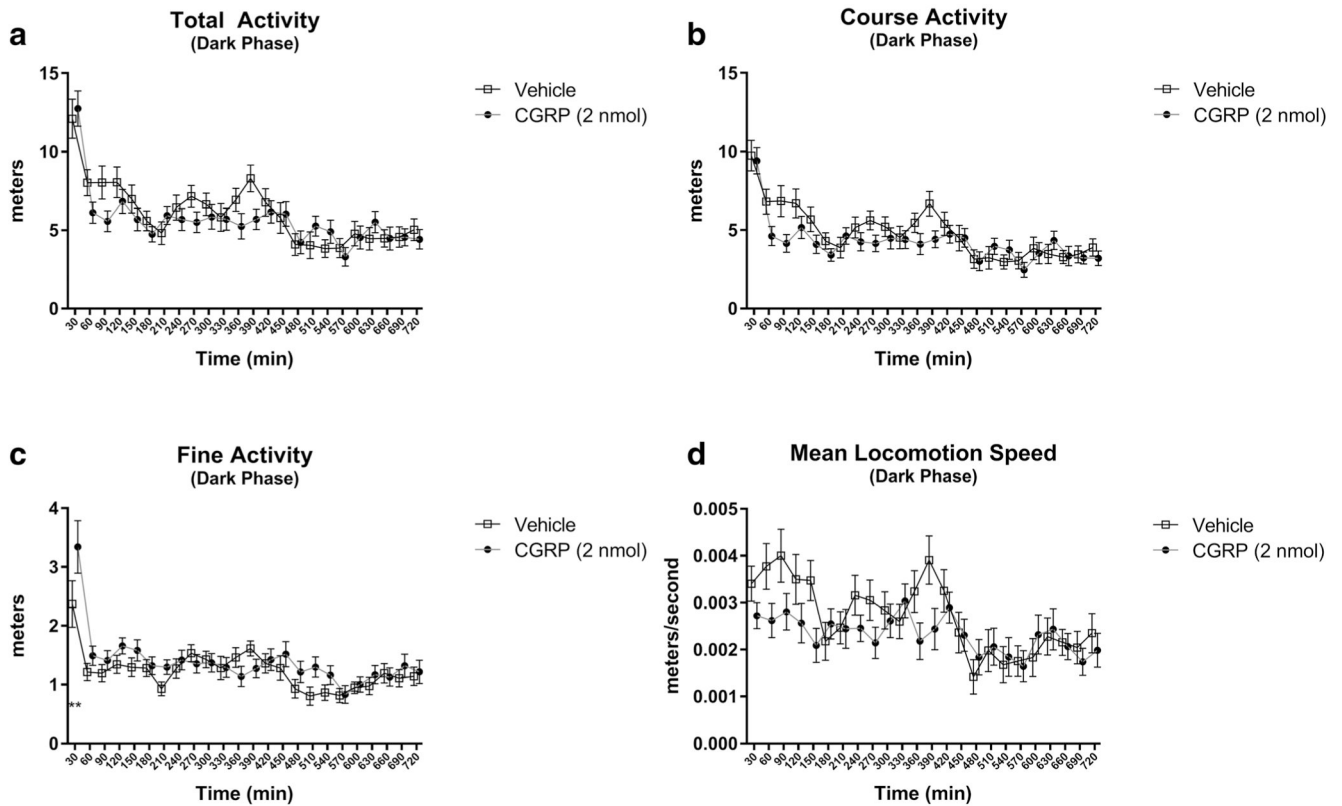 a
Total Activity
(Dark Phase)
15
10
5
0
meters
30 60 90 120 150 180 210 240 270 300 330 360 390 420 450 480 510 540 570 600 630 660 690 720
Time (min)
Vehicle
CGRP (2 nmol)
b
Course Activity
(Dark Phase)
15
10
5
0
meters
30 60 90 120 150 180 210 240 270 300 330 360 390 420 450 480 510 540 570 600 630 660 690 720
Time (min)
Vehicle
CGRP (2 nmol)
c
Fine Activity
(Dark Phase)
4
3
2
1
0
meters
**
30 60 90 120 150 180 210 240 270 300 330 360 390 420 450 480 510 540 570 600 630 660 690 720
Time (min)
Vehicle
CGRP (2 nmol)
d
Mean Locomotion Speed
(Dark Phase)
0.005
0.004
0.003
0.002
0.001
0.000
meters/second
30 60 90 120 150 180 210 240 270 300 330 360 390 420 450 480 510 540 570 600 630 660 690 720
Time (min)
Vehicle
CGRP (2 nmol)